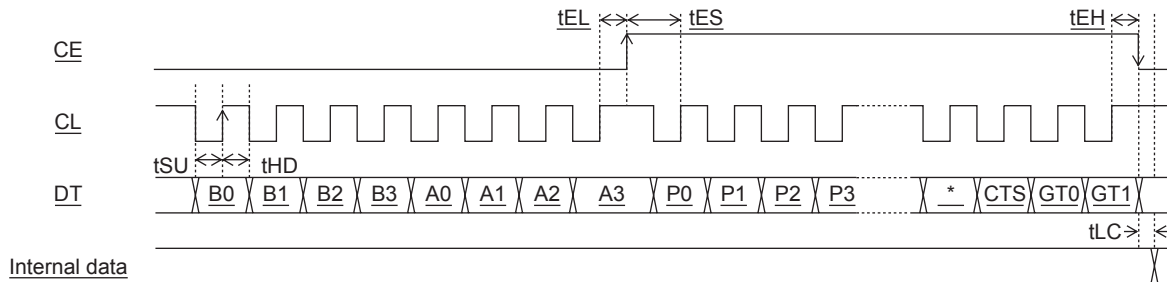 tEL tES tEH
CE
CL
tSU tHD
DT B0 B1 B2 B3 A0 A1 A2 A3 P0 P1 P2 P3 * CTS GT0 GT1
tLC
Internal data